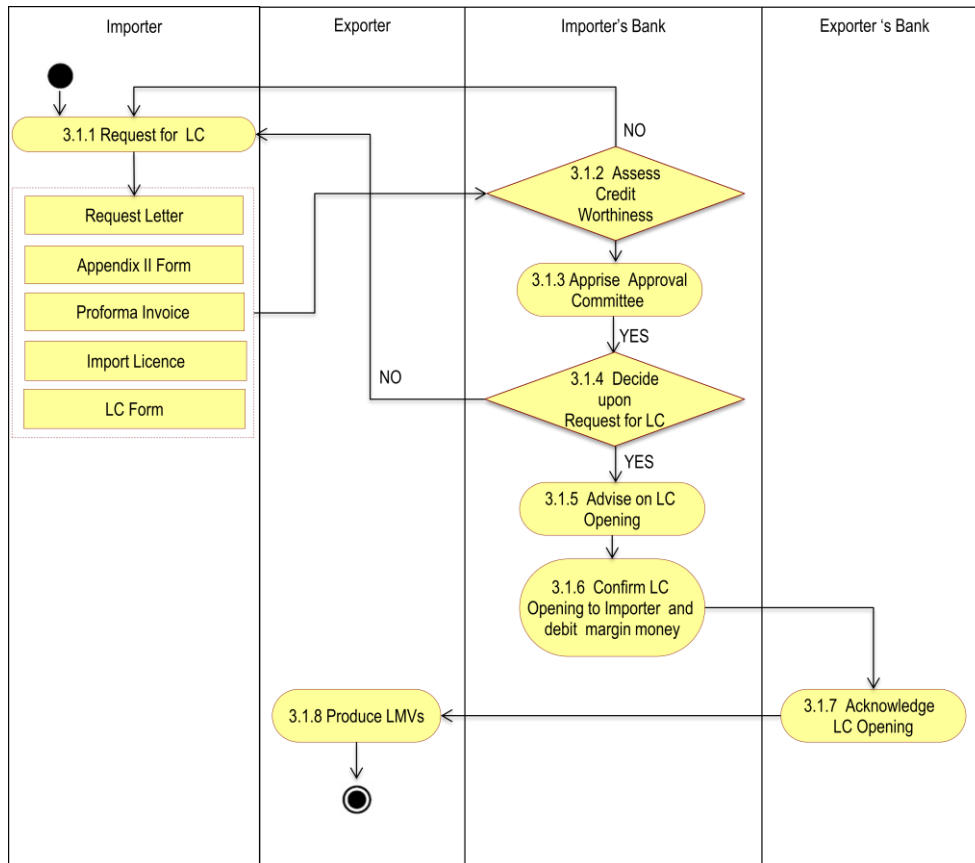 Importer
Exporter
Importer's Bank
Exporter 's Bank
NO
3.1.1 Request for LC
3.1.2 Assess
Credit
Worthiness
Request Letter
Appendix II Form
3.1.3 Apprise Approval
Committee
Proforma Invoice
YES
Import Licence
NO
3.1.4 Decide
upon
Request for LC
LC Form
YES
3.1.5 Advise on LC
Opening
3.1.6 Confirm LC
Opening to Importer and
debit margin money
3.1.8 Produce LMVs
3.1.7 Acknowledge
LC Opening